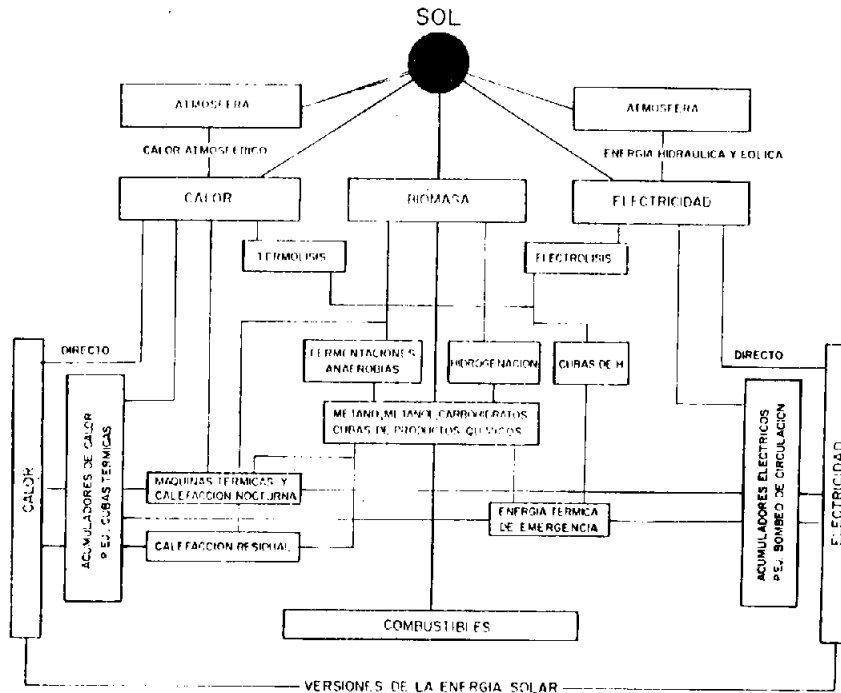 SOL
ATMOSFERA
ATMOSFERA
CALOR ATMOSFERICO
ENERGIA HIDRAULICA Y EOLICA
CALOR
BIOMASA
ELECTRICIDAD
TERMOLISIS
ELECTROLISIS
DIRECTO
DIRECTO
FERMENTACIONES
ANAEROBIAS
HIDROGENACION
CUBAS DE H
METANO, METANOL, CARBOHIDRATOS
CUBAS DE PRODUCTOS QUIMICOS
CALOR
ACUMULADORES DE CALOR
P. EJ. CUBAS TERMICAS
MAQUINAS TERMICAS Y
CALEFACCION NOCTURNA
CALEFACCION RESIDUAL
ENERGIA TERMICA
DE EMERGENCIA
ACUMULADORES ELECTRICOS
P.EJ. BOMBEO DE CIRCULACION
ELECTRICIDAD
COMBUSTIBLES
VERSIONES DE LA ENERGIA SOLAR